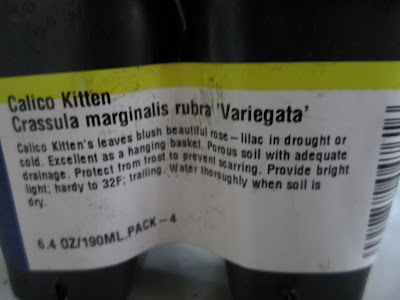 Calico Kitten
Crassula marginalis rubra 'Variegata'
Calico Kitten's leaves blush beautiful rose – lilac in drought or
cold. Excellent as a hanging basket. Porous soil with adequate
drainage. Protect from frost to prevent scarring. Provide bright
light; hardy to 32F; trailing. Water thoroughly when soil is
dry.
6.4 OZ/190ML.PACK – 4